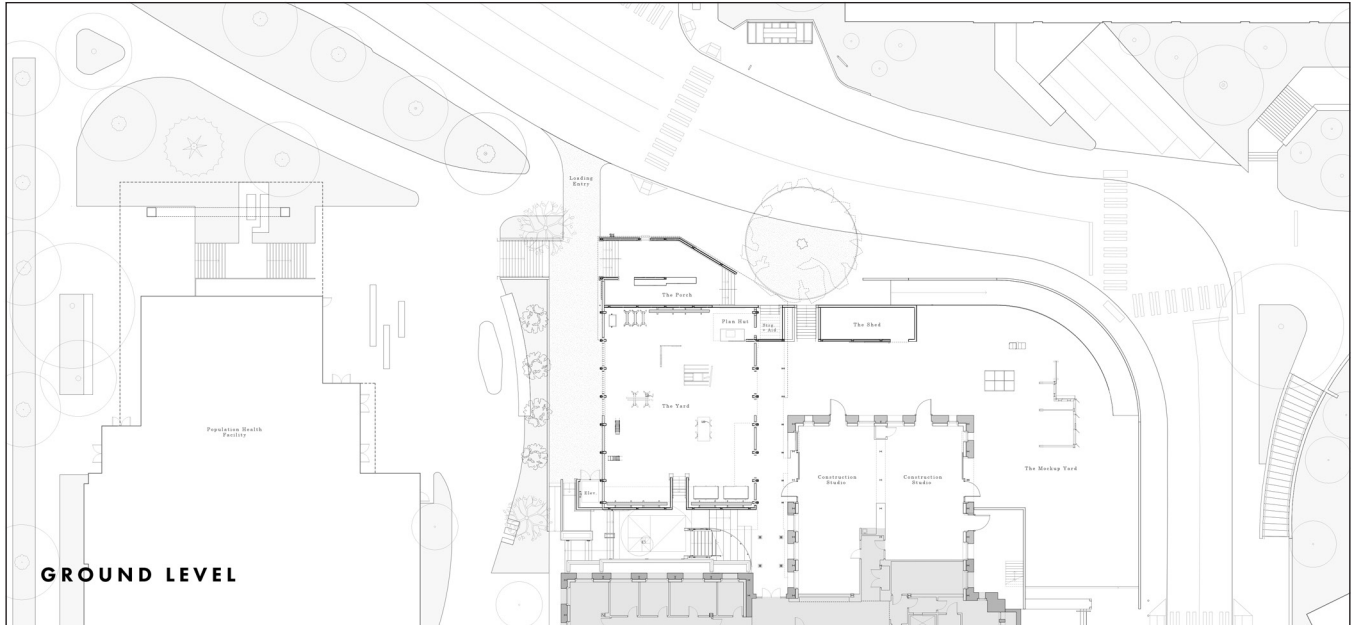 Loading
Entry
The Porch
Plan Hut
Stop
+ Aid
The Shed
The Yard
Population Health
Facility
Construction
Studio
Construction
Studio
The Mockup Yard
Elev.
GROUND LEVEL